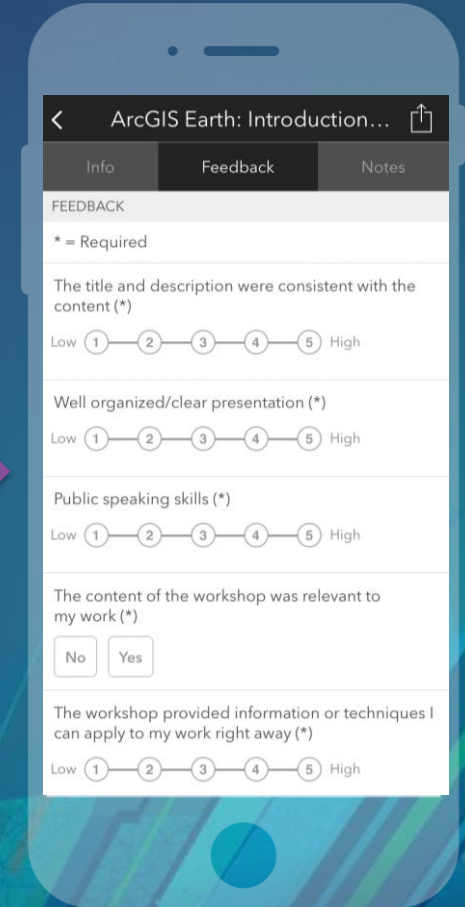 ArcGIS Earth: Introduction...
Info Feedback Notes
FEEDBACK
* = Required
The title and description were consistent with the
content (*)
Low 1 2 3 4 5 High
Well organized/clear presentation (*)
Low 1 2 3 4 5 High
Public speaking skills (*)
Low 1 2 3 4 5 High
The content of the workshop was relevant to
my work (*)
No Yes
The workshop provided information or techniques I
can apply to my work right away (*)
Low 1 2 3 4 5 High